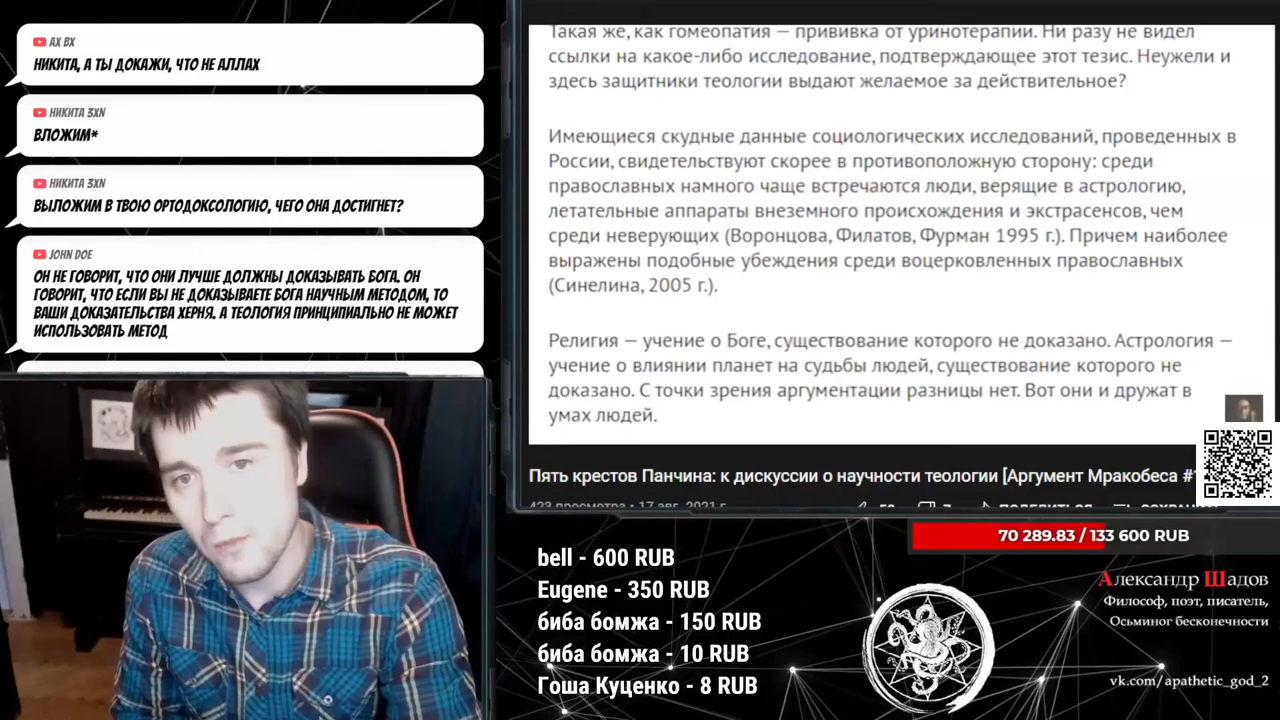 AX BX
НИКИТА, А ТЫ ДОКАЖИ, ЧТО НЕ АЛЛАХ
НИКИТА 3XN
ВЛОЖИМ*
НИКИТА 3XN
ВЫЛОЖИМ В ТВОЮ ОРТОДОКСОЛОГИЮ, ЧЕГО ОНА ДОСТИГНЕТ?
JOHN DOE
ОН НЕ ГОВОРИТ, ЧТО ОНИ ЛУЧШЕ ДОЛЖНЫ ДОКАЗЫВАТЬ БОГА. ОН
ГОВОРИТ, ЧТО ЕСЛИ ВЫ НЕ ДОКАЗЫВАЕТЕ БОГА НАУЧНЫМ МЕТОДОМ, ТО
ВАШИ ДОКАЗАТЕЛЬСТВА ХЕРНЯ. А ТЕОЛОГИЯ ПРИНЦИПИАЛЬНО НЕ МОЖЕТ
ИСПОЛЬЗОВАТЬ МЕТОД
Такая же, как гомеопатия — прививка от уринотерапии. Ни разу не видел
ссылки на какое-либо исследование, подтверждающее этот тезис. Неужели и
здесь защитники теологии выдают желаемое за действительное?
Имеющиеся скудные данные социологических исследований, проведенных в
России, свидетельствуют скорее в противоположную сторону: среди
православных намного чаще встречаются люди, верящие в астрологию,
летательные аппараты внеземного происхождения и экстрасенсов, чем
среди неверующих (Воронцова, Филатов, Фурман 1995 г.). Причем наиболее
выражены подобные убеждения среди воцерковленных православных
(Синелина, 2005 г.).
Религия — учение о Боге, существование которого не доказано. Астрология —
учение о влиянии планет на судьбы людей, существование которого не
доказано. С точки зрения аргументации разницы нет. Вот они и дружат в
умах людей.
Пять крестов Панчина: к дискуссии о научности теологии [Аргумент Мракобеса #
423 просмотра • 17 авг. 2021 г.
ПОДЕЛИТЬСЯ
70 289.83 / 133 600 RUB
bell - 600 RUB
Eugene - 350 RUB
биба бомжа - 150 RUB
биба бомжа - 10 RUB
Гоша Куценко - 8 RUB
Александр Шадов
Философ, поэт, писатель,
Осьминог бесконечности
vk.com/apathetic_god_2